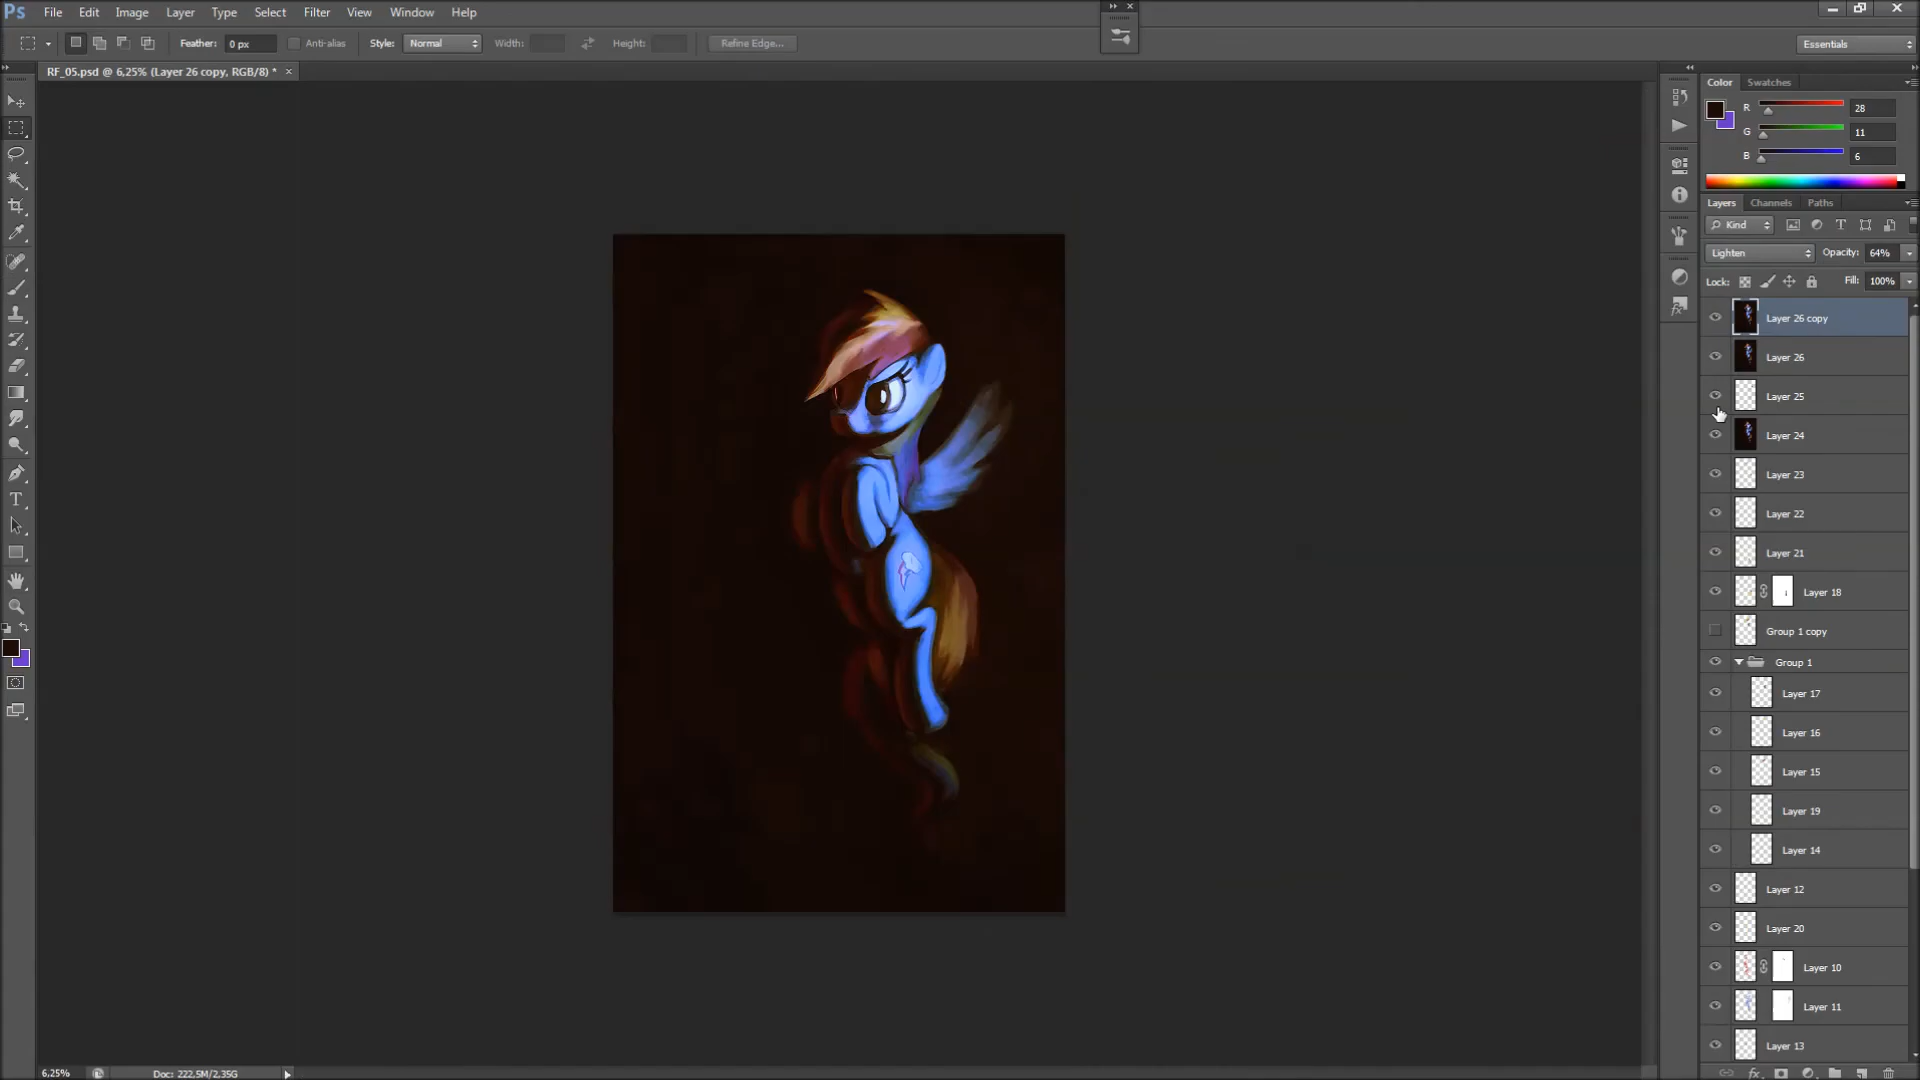 Ps File Edit Image Layer Type Select Filter View Window Help
Feather: 0 px Anti-alias Style: Normal Width: Height: Refine Edge... Essentials
RF_05.psd @ 6,25% (Layer 26 copy, RGB/8) * ×
Color Swatches
R 28
G 11
B 6
Layers Channels Paths
Kind
Lighten Opacity: 64%
Lock: Fill: 100%
Layer 26 copy
Layer 26
Layer 25
Layer 24
Layer 23
Layer 22
Layer 21
Layer 18
Group 1 copy
Group 1
Layer 17
Layer 16
Layer 15
Layer 19
Layer 14
Layer 12
Layer 20
Layer 10
Layer 11
Layer 13
6,25% Doc: 222,5M/2,35G